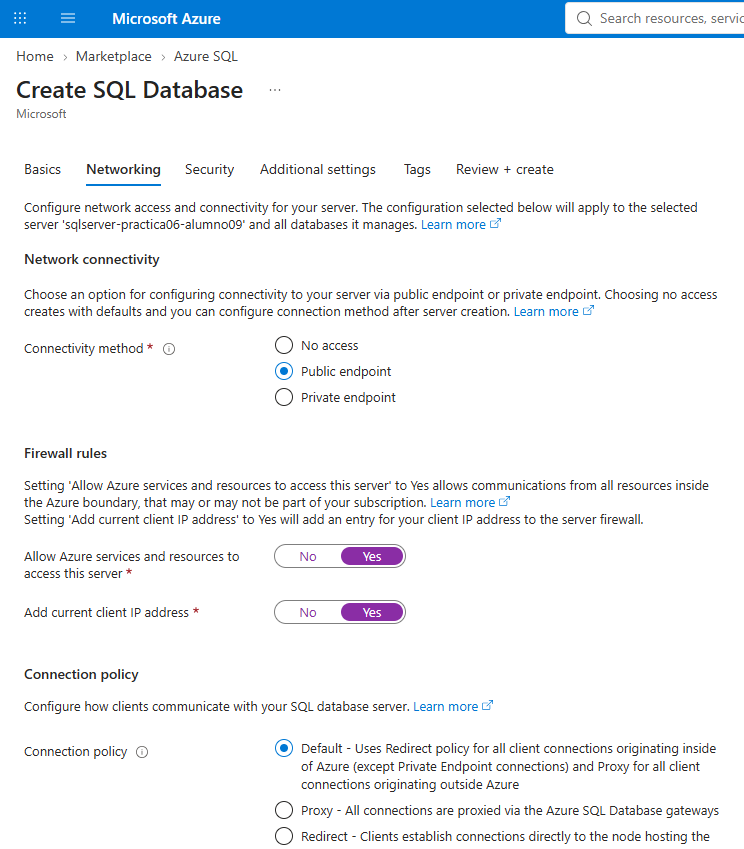 Microsoft Azure
Search resources, servic
Home > Marketplace > Azure SQL
Create SQL Database ...
Microsoft
Basics Networking Security Additional settings Tags Review + create
Configure network access and connectivity for your server. The configuration selected below will apply to the selected
server 'sqlserver-practica06-alumno09' and all databases it manages. Learn more
Network connectivity
Choose an option for configuring connectivity to your server via public endpoint or private endpoint. Choosing no access
creates with defaults and you can configure connection method after server creation. Learn more
Connectivity method *
No access
Public endpoint
Private endpoint
Firewall rules
Setting 'Allow Azure services and resources to access this server' to Yes allows communications from all resources inside
the Azure boundary, that may or may not be part of your subscription. Learn more
Setting 'Add current client IP address' to Yes will add an entry for your client IP address to the server firewall.
Allow Azure services and resources to
access this server *
No Yes
Add current client IP address *
No Yes
Connection policy
Configure how clients communicate with your SQL database server. Learn more
Connection policy
Default - Uses Redirect policy for all client connections originating inside
of Azure (except Private Endpoint connections) and Proxy for all client
connections originating outside Azure
Proxy - All connections are proxied via the Azure SQL Database gateways
Redirect - Clients establish connections directly to the node hosting the